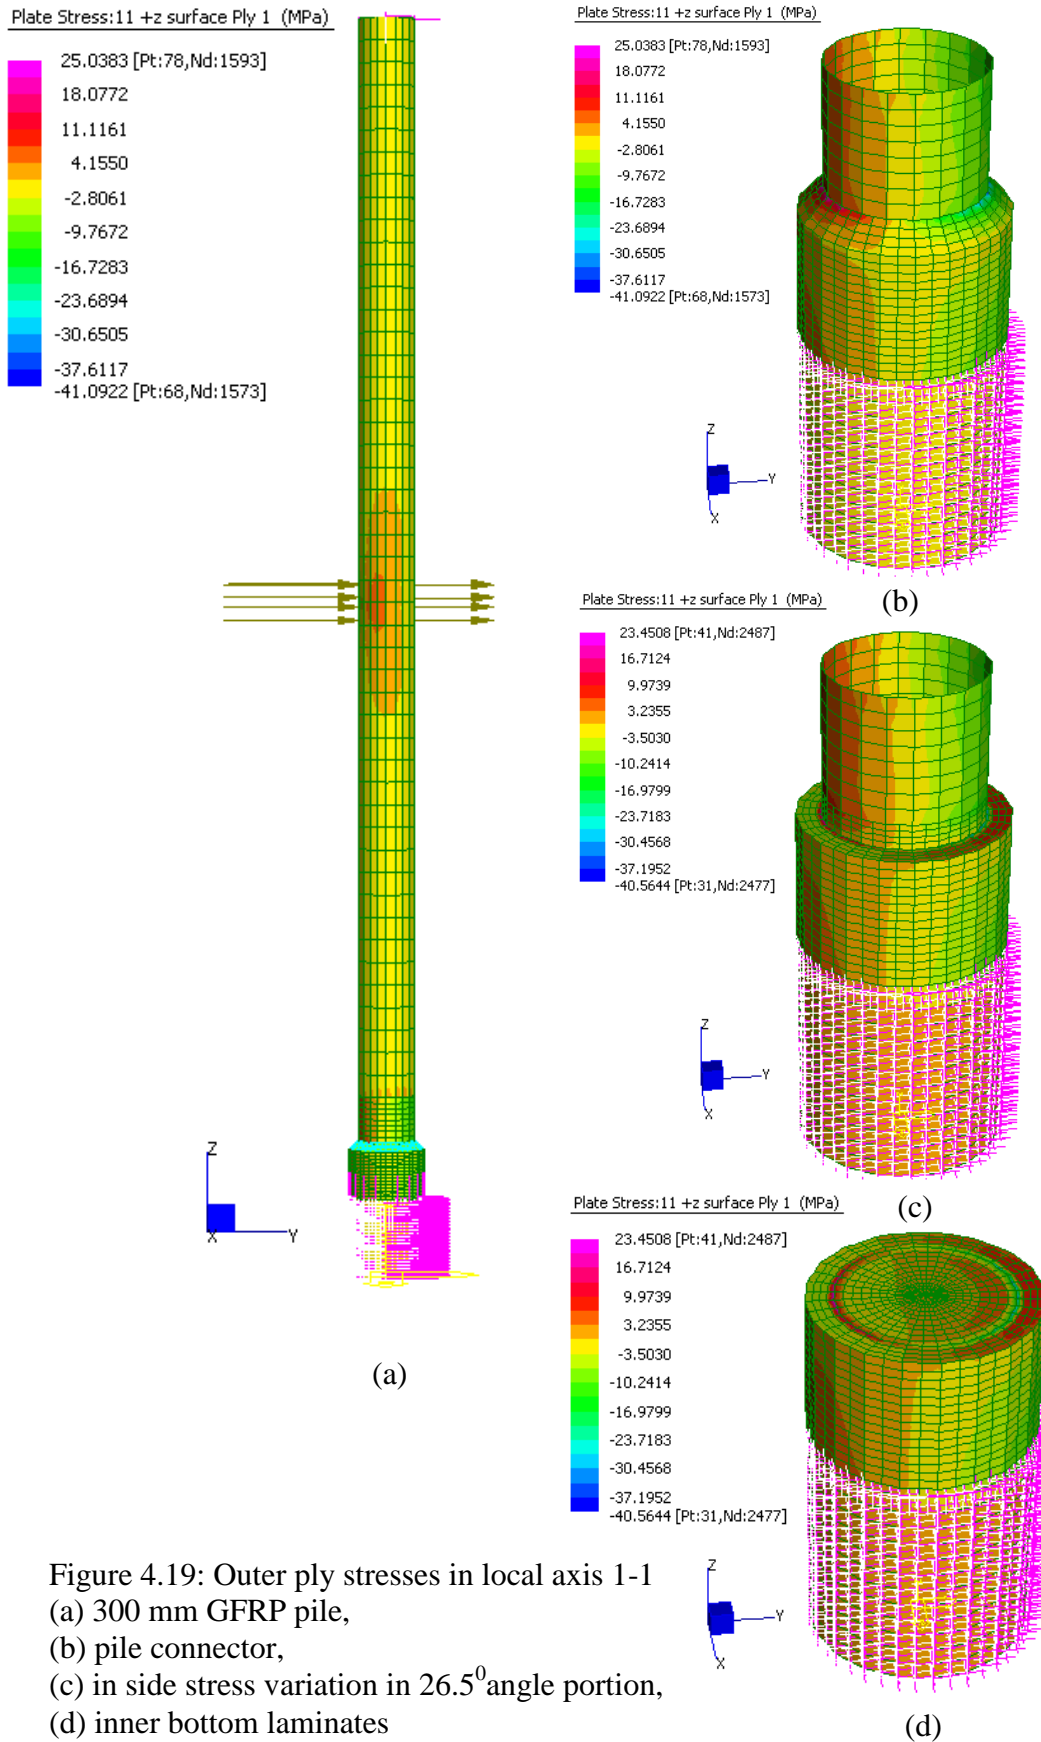 Plate Stress:11 +z surface Ply 1 (MPa)
25.0383 [Pt:78,Nd:1593]
18.0772
11.1161
4.1550
-2.8061
-9.7672
-16.7283
-23.6894
-30.6505
-37.6117
-41.0922 [Pt:68,Nd:1573]
Z
X
Y
(a)
Plate Stress:11 +z surface Ply 1 (MPa)
25.0383 [Pt:78,Nd:1593]
18.0772
11.1161
4.1550
-2.8061
-9.7672
-16.7283
-23.6894
-30.6505
-37.6117
-41.0922 [Pt:68,Nd:1573]
Z
Y
X
(b)
Plate Stress:11 +z surface Ply 1 (MPa)
23.4508 [Pt:41,Nd:2487]
16.7124
9.9739
3.2355
-3.5030
-10.2414
-16.9799
-23.7183
-30.4568
-37.1952
-40.5644 [Pt:31,Nd:2477]
Z
Y
X
(c)
Plate Stress:11 +z surface Ply 1 (MPa)
23.4508 [Pt:41,Nd:2487]
16.7124
9.9739
3.2355
-3.5030
-10.2414
-16.9799
-23.7183
-30.4568
-37.1952
-40.5644 [Pt:31,Nd:2477]
Z
Y
X
(d)
Figure 4.19: Outer ply stresses in local axis 1-1
(a) 300 mm GFRP pile,
(b) pile connector,
(c) in side stress variation in 26.5⁰angle portion,
(d) inner bottom laminates